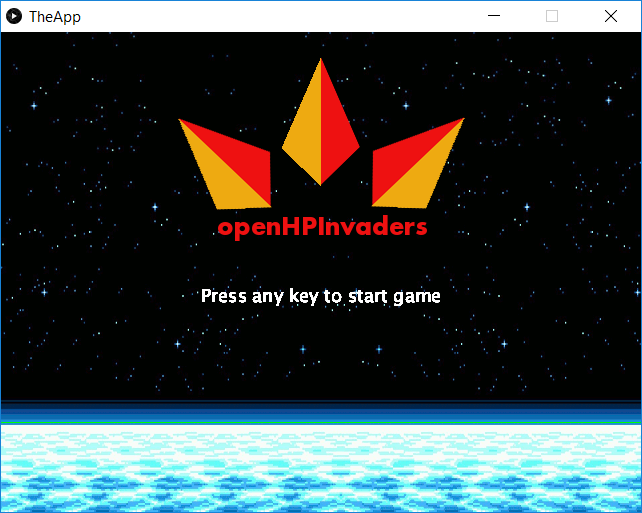 TheApp
openHPInvaders
Press any key to start game